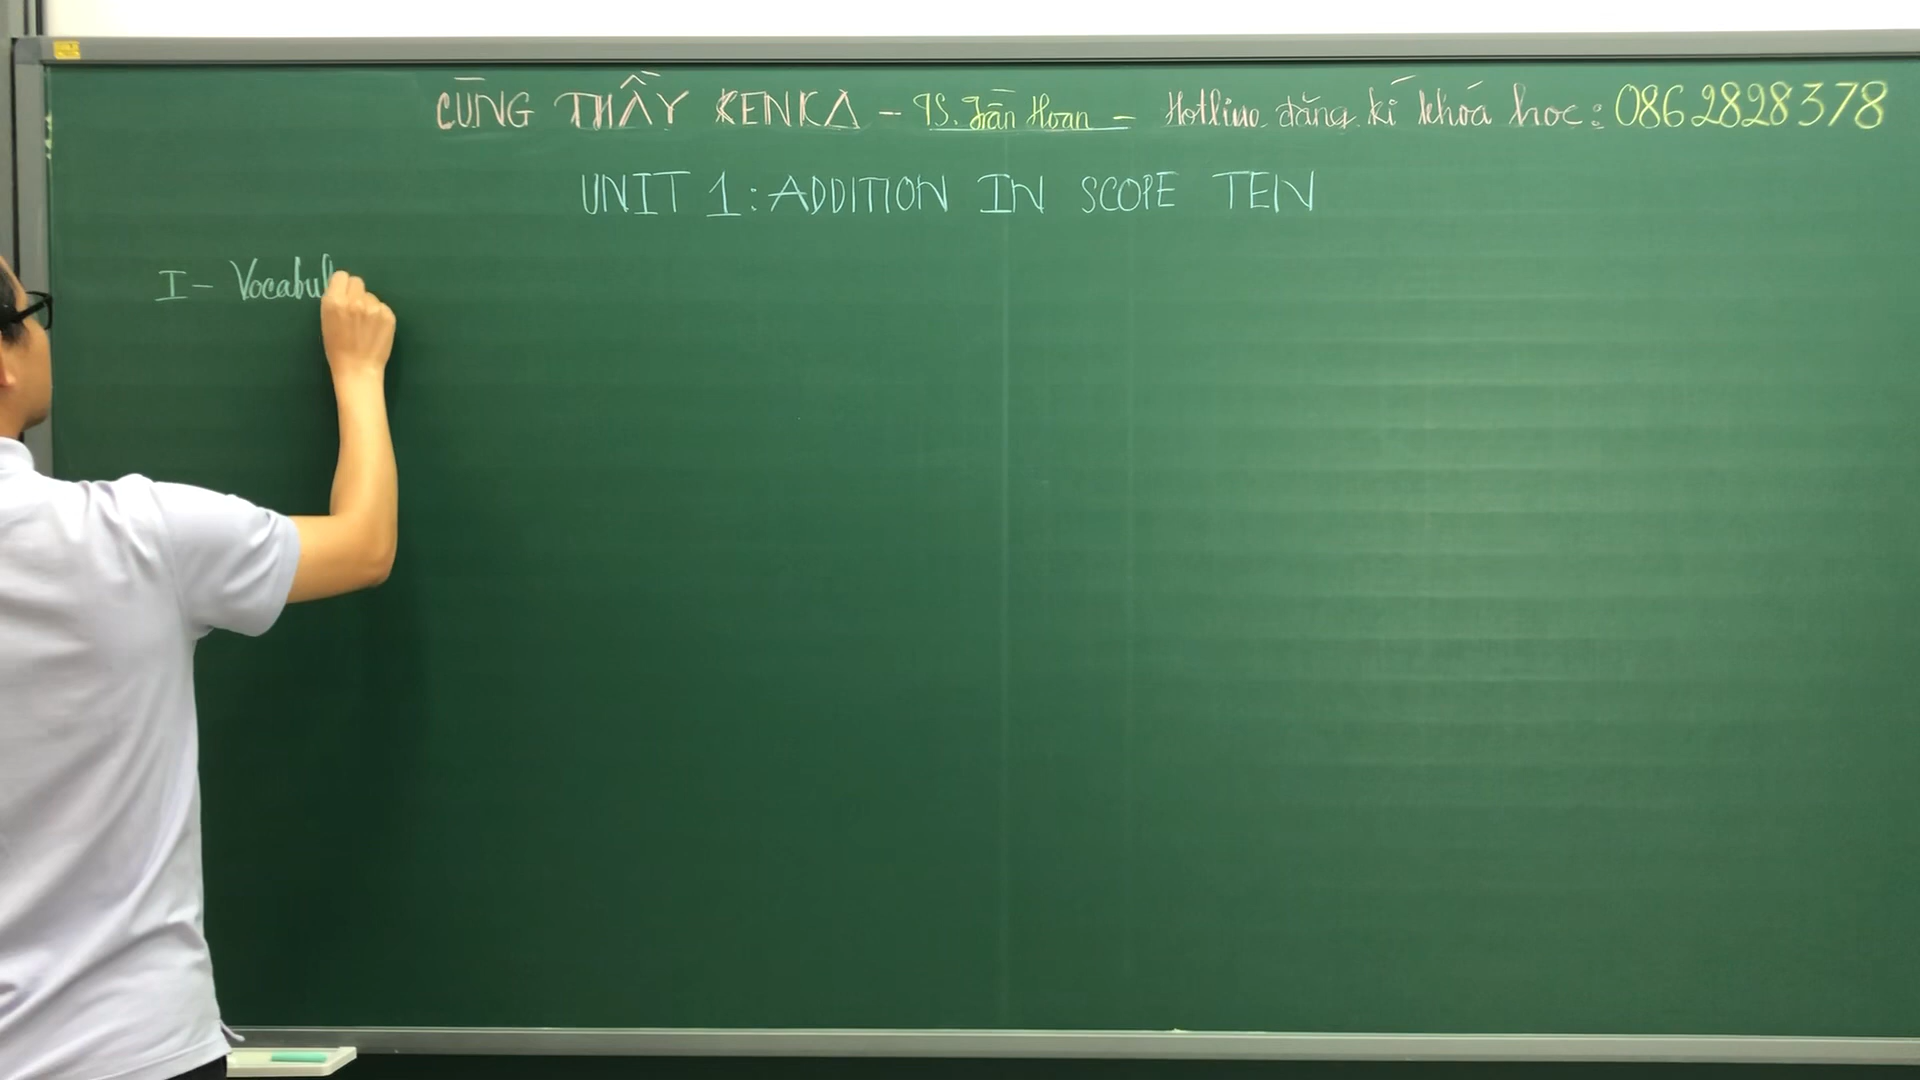 CÙNG THẦY KENKA - TS. Trần Hoan - Hotline đăng kí khóa học: 0862828378
UNIT 1: ADDITION IN SCOPE TEN
I - Vocabul